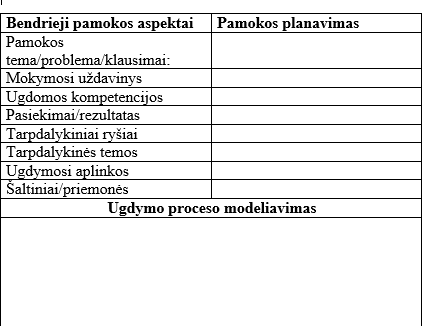 Bendrieji pamokos aspektai Pamokos planavimas
Pamokos
tema/problema/klausimai:
Mokymosi uždavinys
Ugdomos kompetencijos
Pasiekimai/rezultatas
Tarpdalykiniai ryšiai
Tarpdalykinės temos
Ugdymosi aplinkos
Šaltiniai/priemonės
Ugdymo proceso modeliavimas